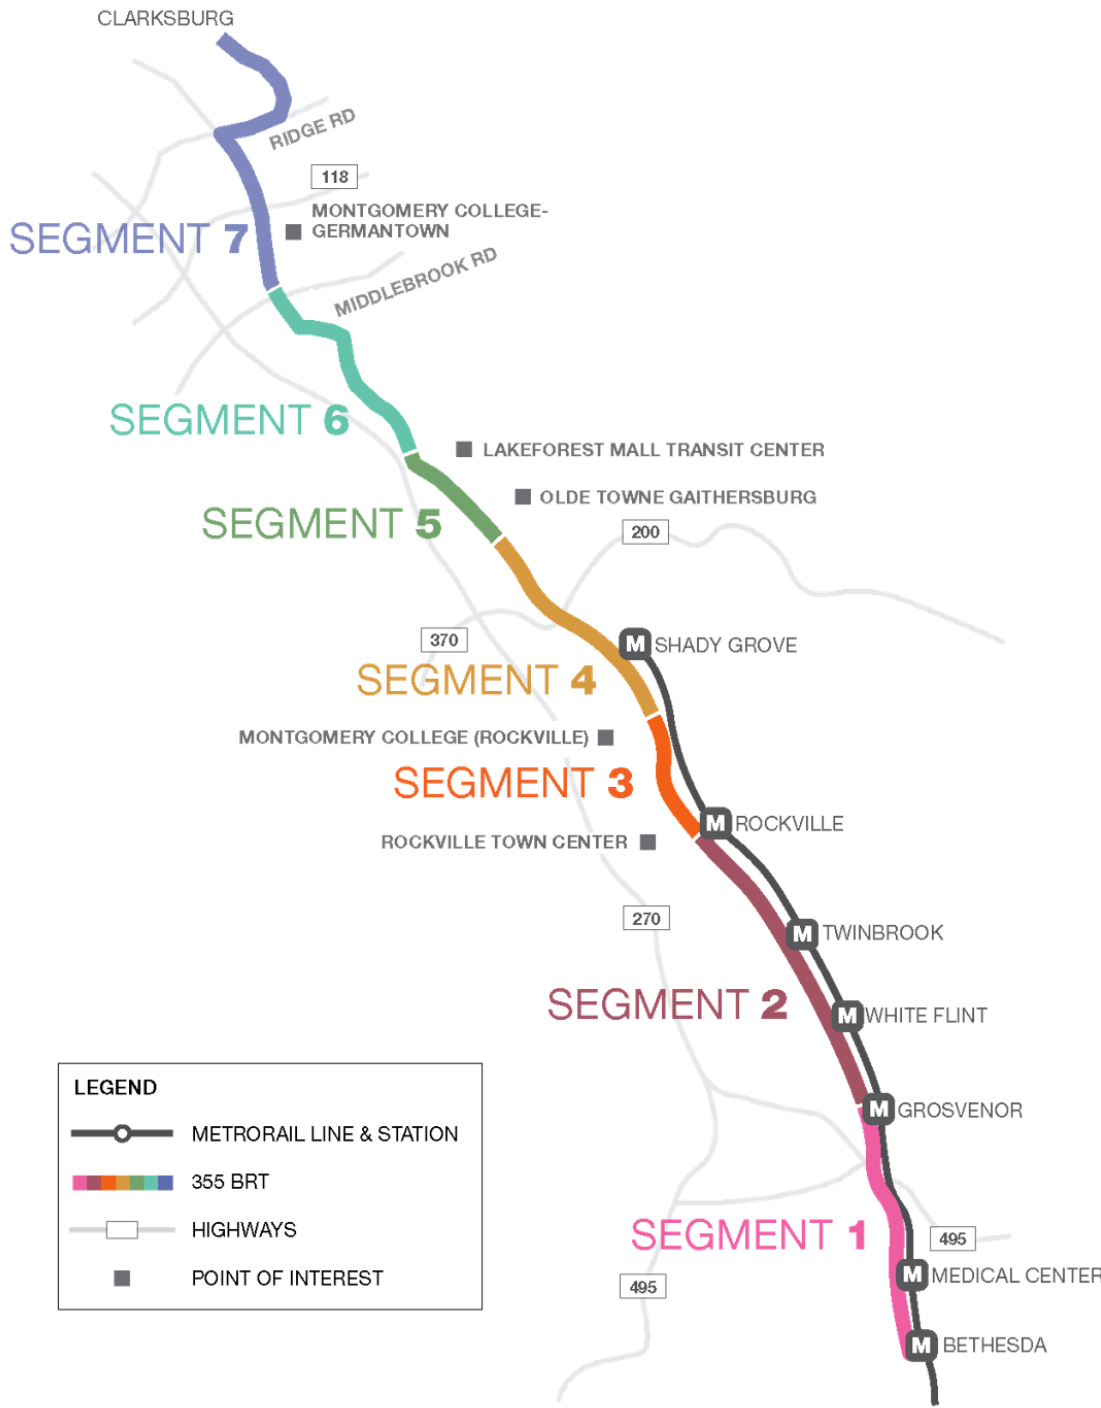 CLARKSBURG
RIDGE RD
118
MONTGOMERY COLLEGE-
GERMANTOWN
SEGMENT 7
MIDDLEBROOK RD
SEGMENT 6
LAKEFOREST MALL TRANSIT CENTER
OLDE TOWNE GAITHERSBURG
SEGMENT 5
200
370
M SHADY GROVE
SEGMENT 4
MONTGOMERY COLLEGE (ROCKVILLE)
SEGMENT 3
M ROCKVILLE
ROCKVILLE TOWN CENTER
270
M TWINBROOK
SEGMENT 2
M WHITE FLINT
M GROSVENOR
SEGMENT 1
495
M MEDICAL CENTER
495
M BETHESDA
LEGEND
METRORAIL LINE & STATION
355 BRT
HIGHWAYS
POINT OF INTEREST